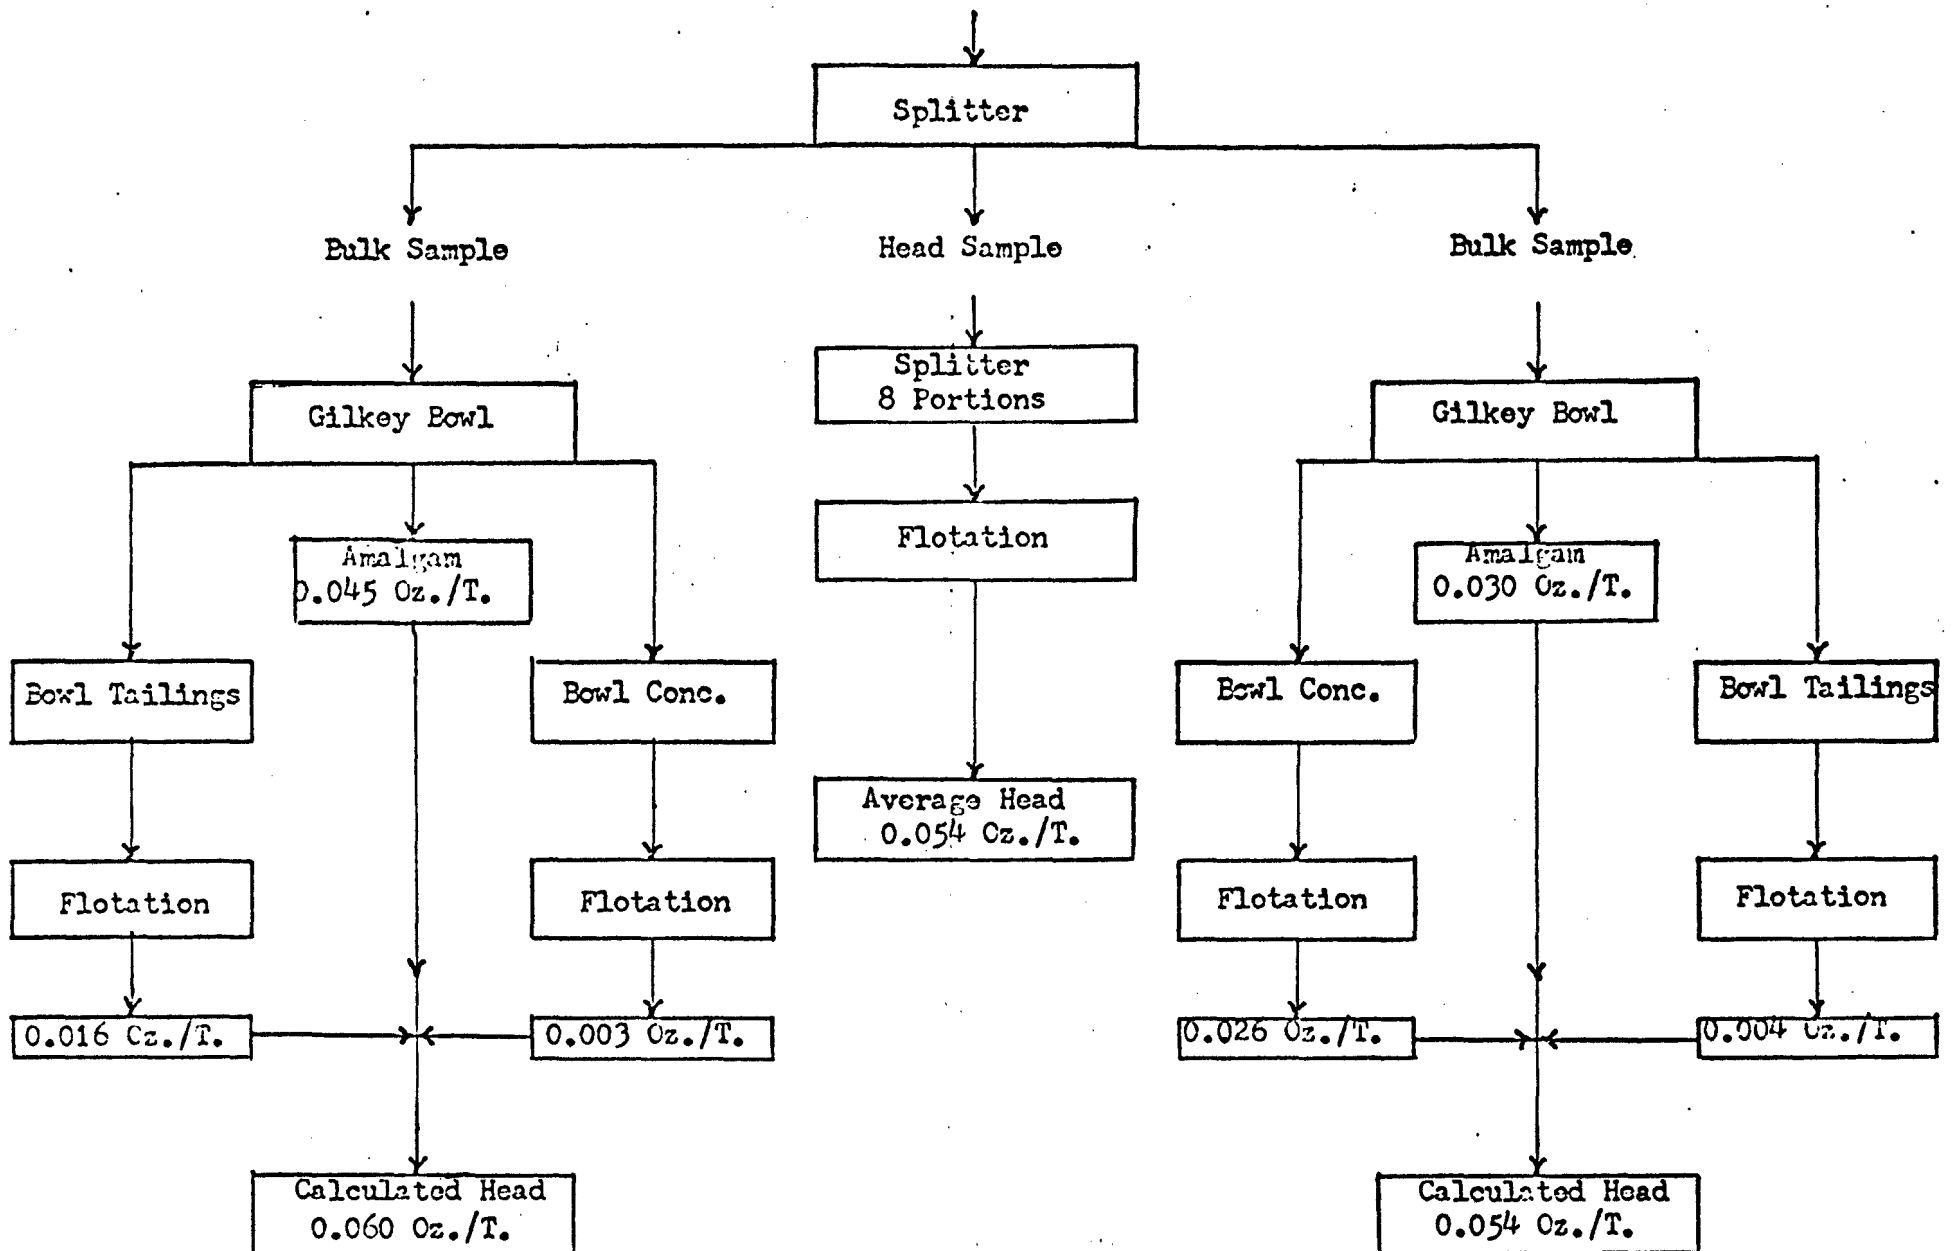 Splitter
Bulk Sample
Head Sample
Bulk Sample
Splitter
8 Portions
Gilkey Bowl
Gilkey Bowl
Flotation
Amalgam
0.045 Oz./T.
Amalgam
0.030 Oz./T.
Bowl Tailings
Bowl Conc.
Bowl Conc.
Bowl Tailings
Average Head
0.054 Oz./T.
Flotation
Flotation
Flotation
Flotation
0.016 Oz./T.
0.003 Oz./T.
0.026 Oz./T.
0.004 Oz./T.
Calculated Head
0.060 Oz./T.
Calculated Head
0.054 Oz./T.